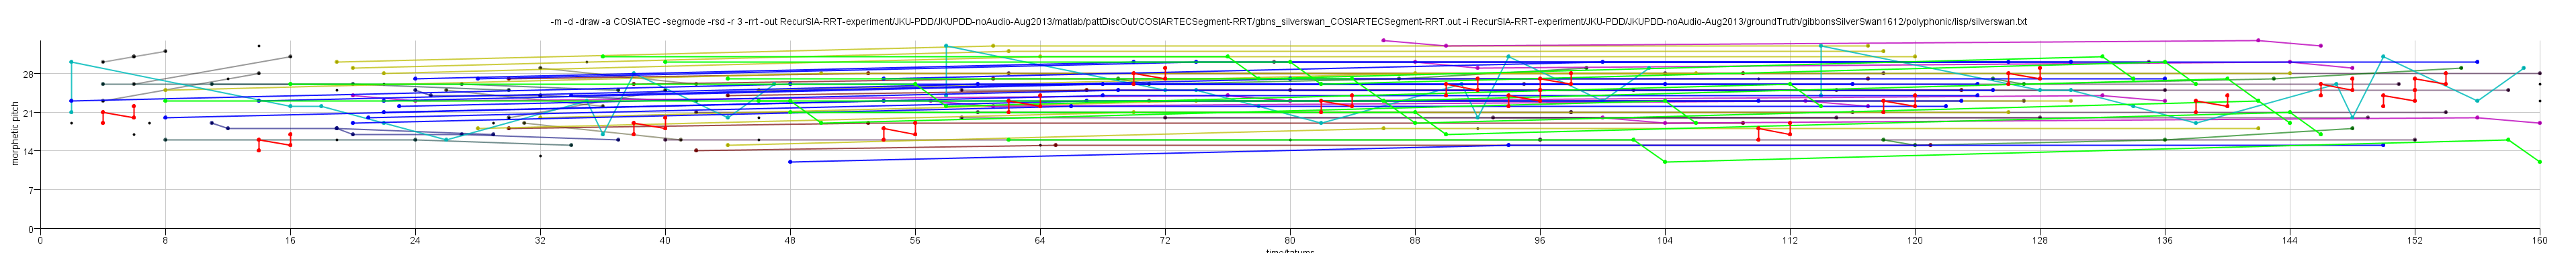 -m -d -draw -a COSIATEC -segmode -rsd -r 3 -rrt -out RecurSIA-RRT-experiment/JKU-PDD/JKUPDD-noAudio-Aug2013/matlab/pattDiscOut/COSIARTECSegment-RRT/gbns_silverswan_COSIARTECSegment-RRT.out -i RecurSIA-RRT-experiment/JKU-PDD/JKUPDD-noAudio-Aug2013/groundTruth/gibbonsSilverSwan1612/polyphonic/lisp/silverswan.txt
morphetic pitch
28
21
14
7
0
0 8 16 24 32 40 48 56 64 72 80 88 96 104 112 120 128 136 144 152 160
time/tatums